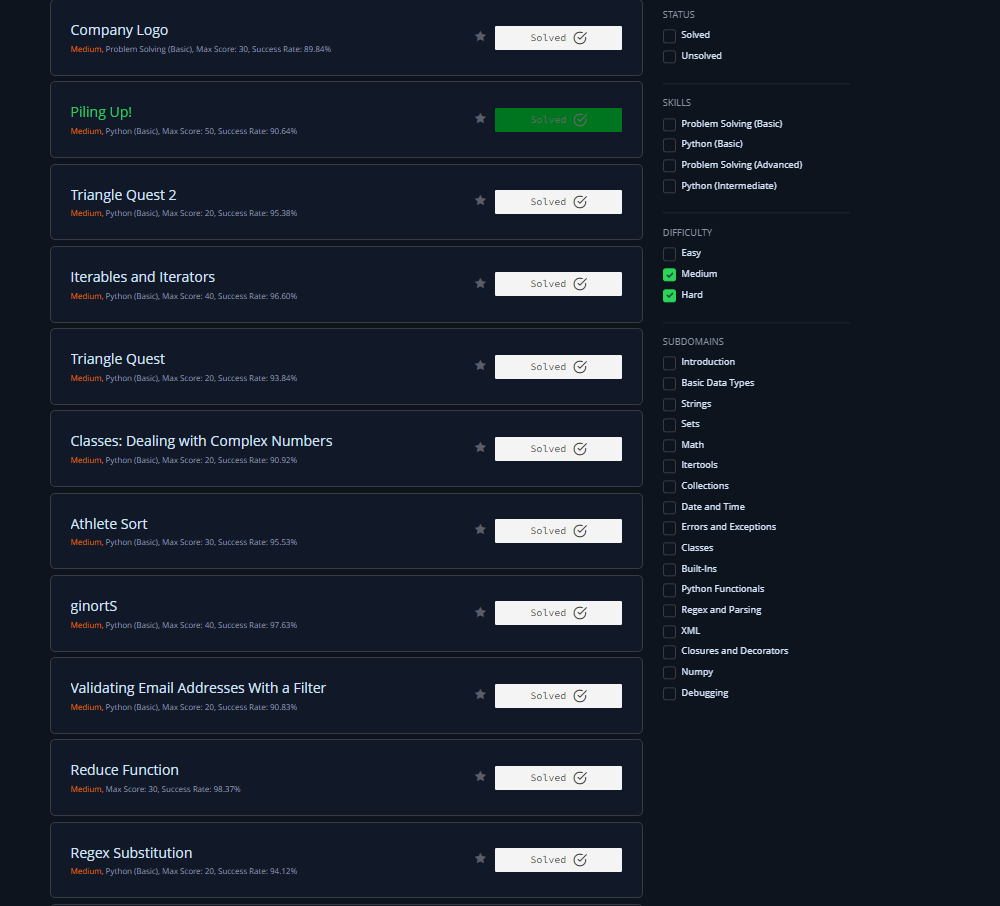 Company Logo
Medium, Problem Solving (Basic), Max Score: 30, Success Rate: 89.84%
Solved
Piling Up!
Medium, Python (Basic), Max Score: 50, Success Rate: 90.64%
Solved
Triangle Quest 2
Medium, Python (Basic), Max Score: 20, Success Rate: 95.38%
Solved
Iterables and Iterators
Medium, Python (Basic), Max Score: 40, Success Rate: 96.60%
Solved
Triangle Quest
Medium, Python (Basic), Max Score: 20, Success Rate: 93.84%
Solved
Classes: Dealing with Complex Numbers
Medium, Python (Basic), Max Score: 20, Success Rate: 90.92%
Solved
Athlete Sort
Medium, Python (Basic), Max Score: 30, Success Rate: 95.53%
Solved
ginortS
Medium, Python (Basic), Max Score: 40, Success Rate: 97.63%
Solved
Validating Email Addresses With a Filter
Medium, Python (Basic), Max Score: 20, Success Rate: 90.83%
Solved
Reduce Function
Medium, Max Score: 30, Success Rate: 98.37%
Solved
Regex Substitution
Medium, Python (Basic), Max Score: 20, Success Rate: 94.12%
Solved
STATUS
Solved
Unsolved
SKILLS
Problem Solving (Basic)
Python (Basic)
Problem Solving (Advanced)
Python (Intermediate)
DIFFICULTY
Easy
Medium
Hard
SUBDOMAINS
Introduction
Basic Data Types
Strings
Sets
Math
Itertools
Collections
Date and Time
Errors and Exceptions
Classes
Built-Ins
Python Functionals
Regex and Parsing
XML
Closures and Decorators
Numpy
Debugging